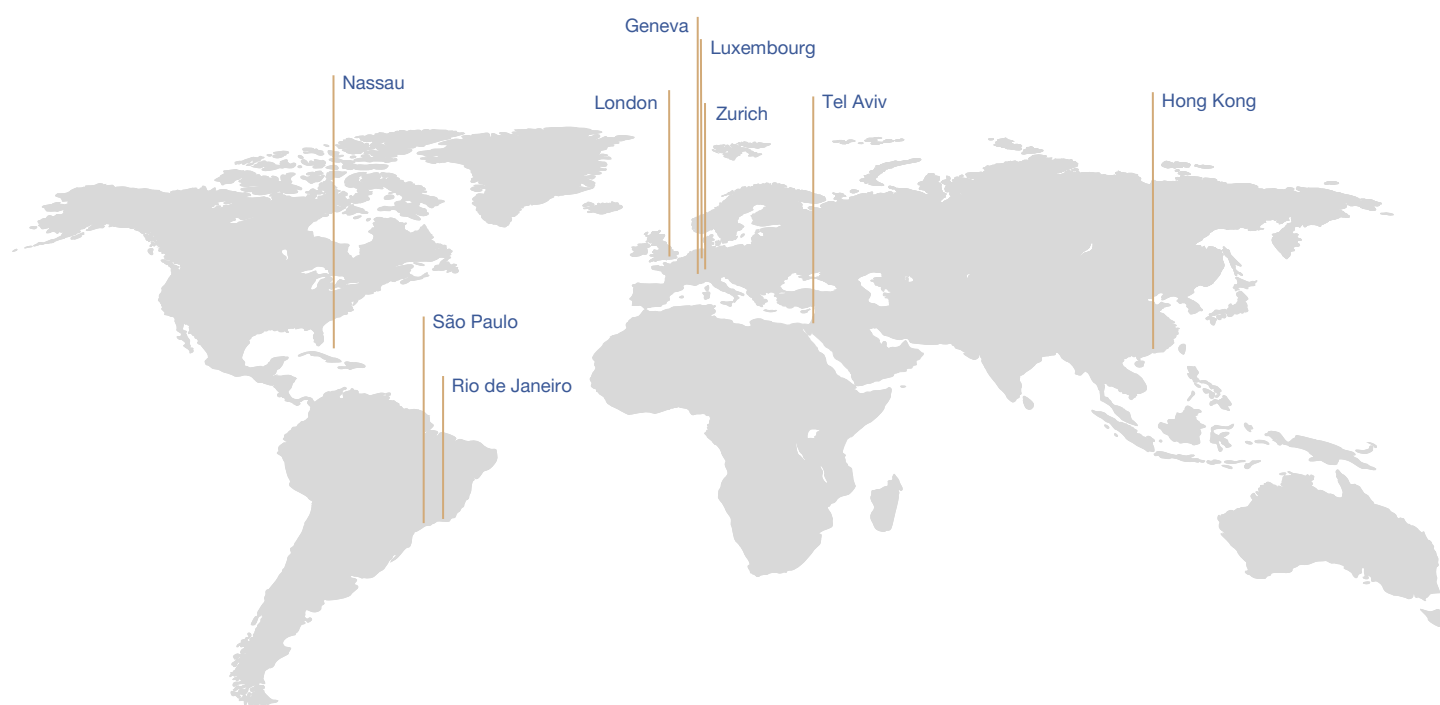 Geneva
Luxembourg
Nassau
London
Zurich
Tel Aviv
Hong Kong
São Paulo
Rio de Janeiro